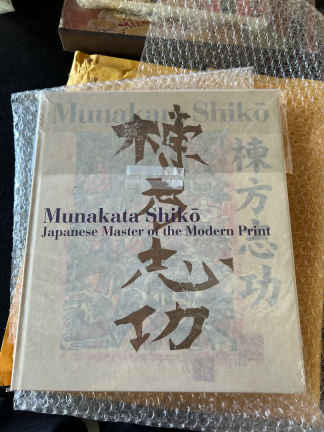 Munakata Shikō
棟方志功
棟方志功
Munakata Shikō
Japanese Master of the Modern Print